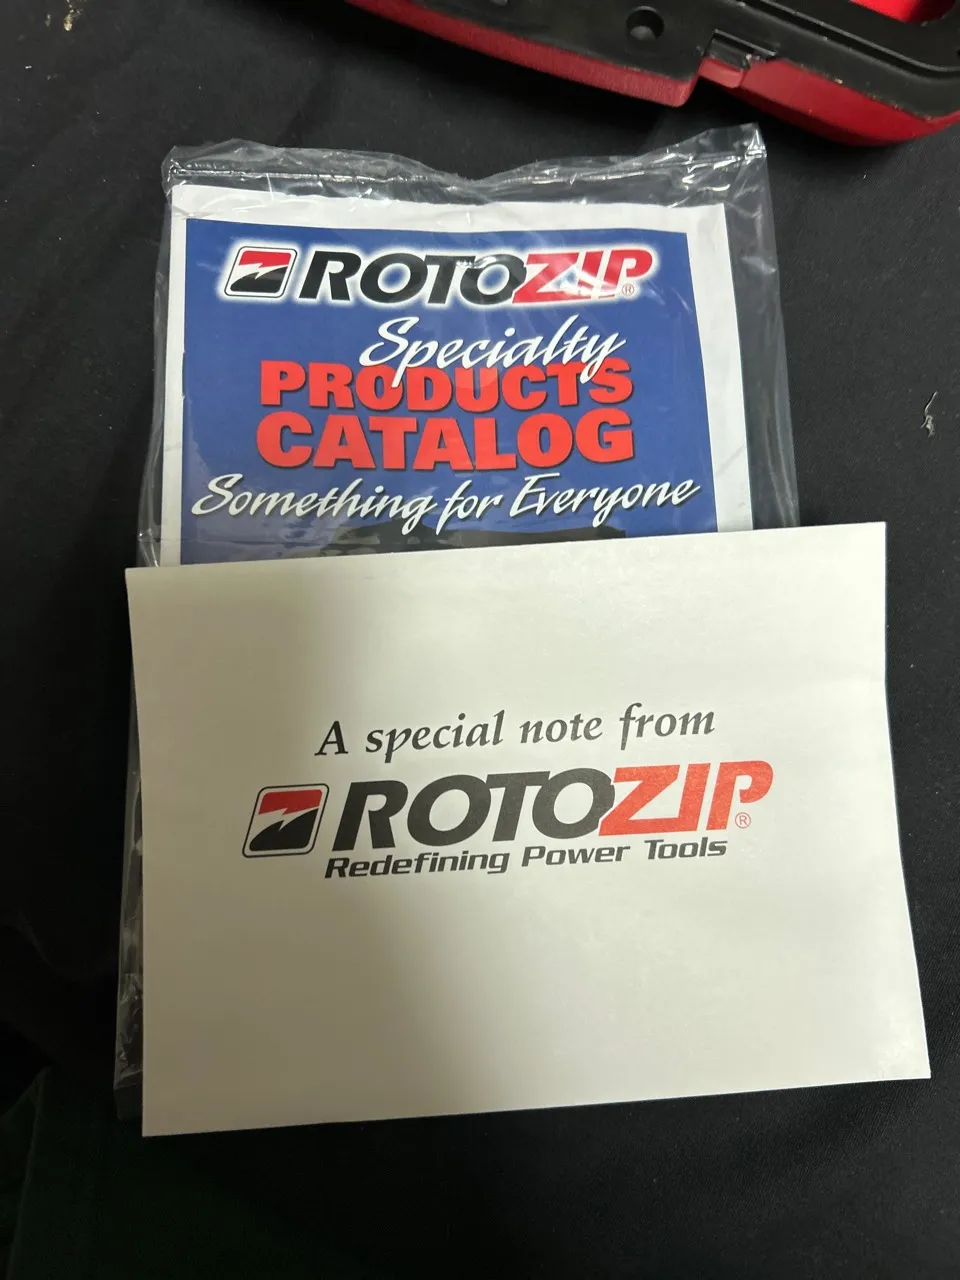 ROTOZIP®
Specialty
PRODUCTS
CATALOG
Something for Everyone
A special note from
ROTOZIP®
Redefining Power Tools